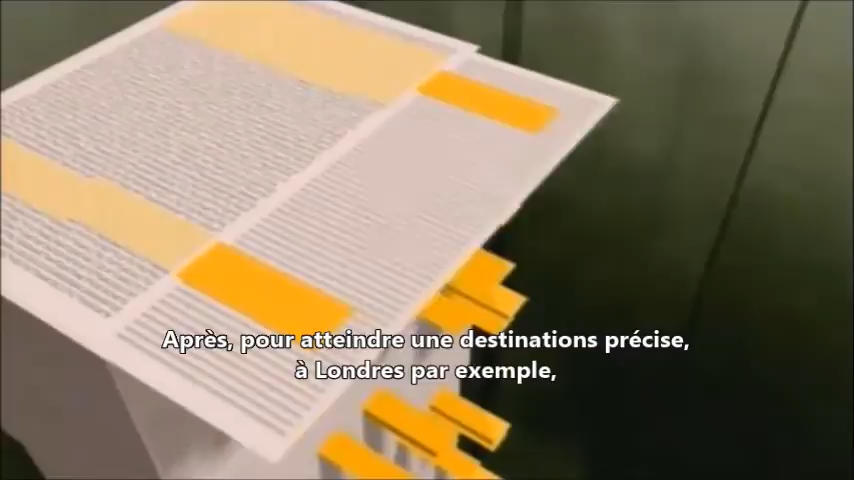 Après, pour atteindre une destinations précise,
à Londres par exemple,